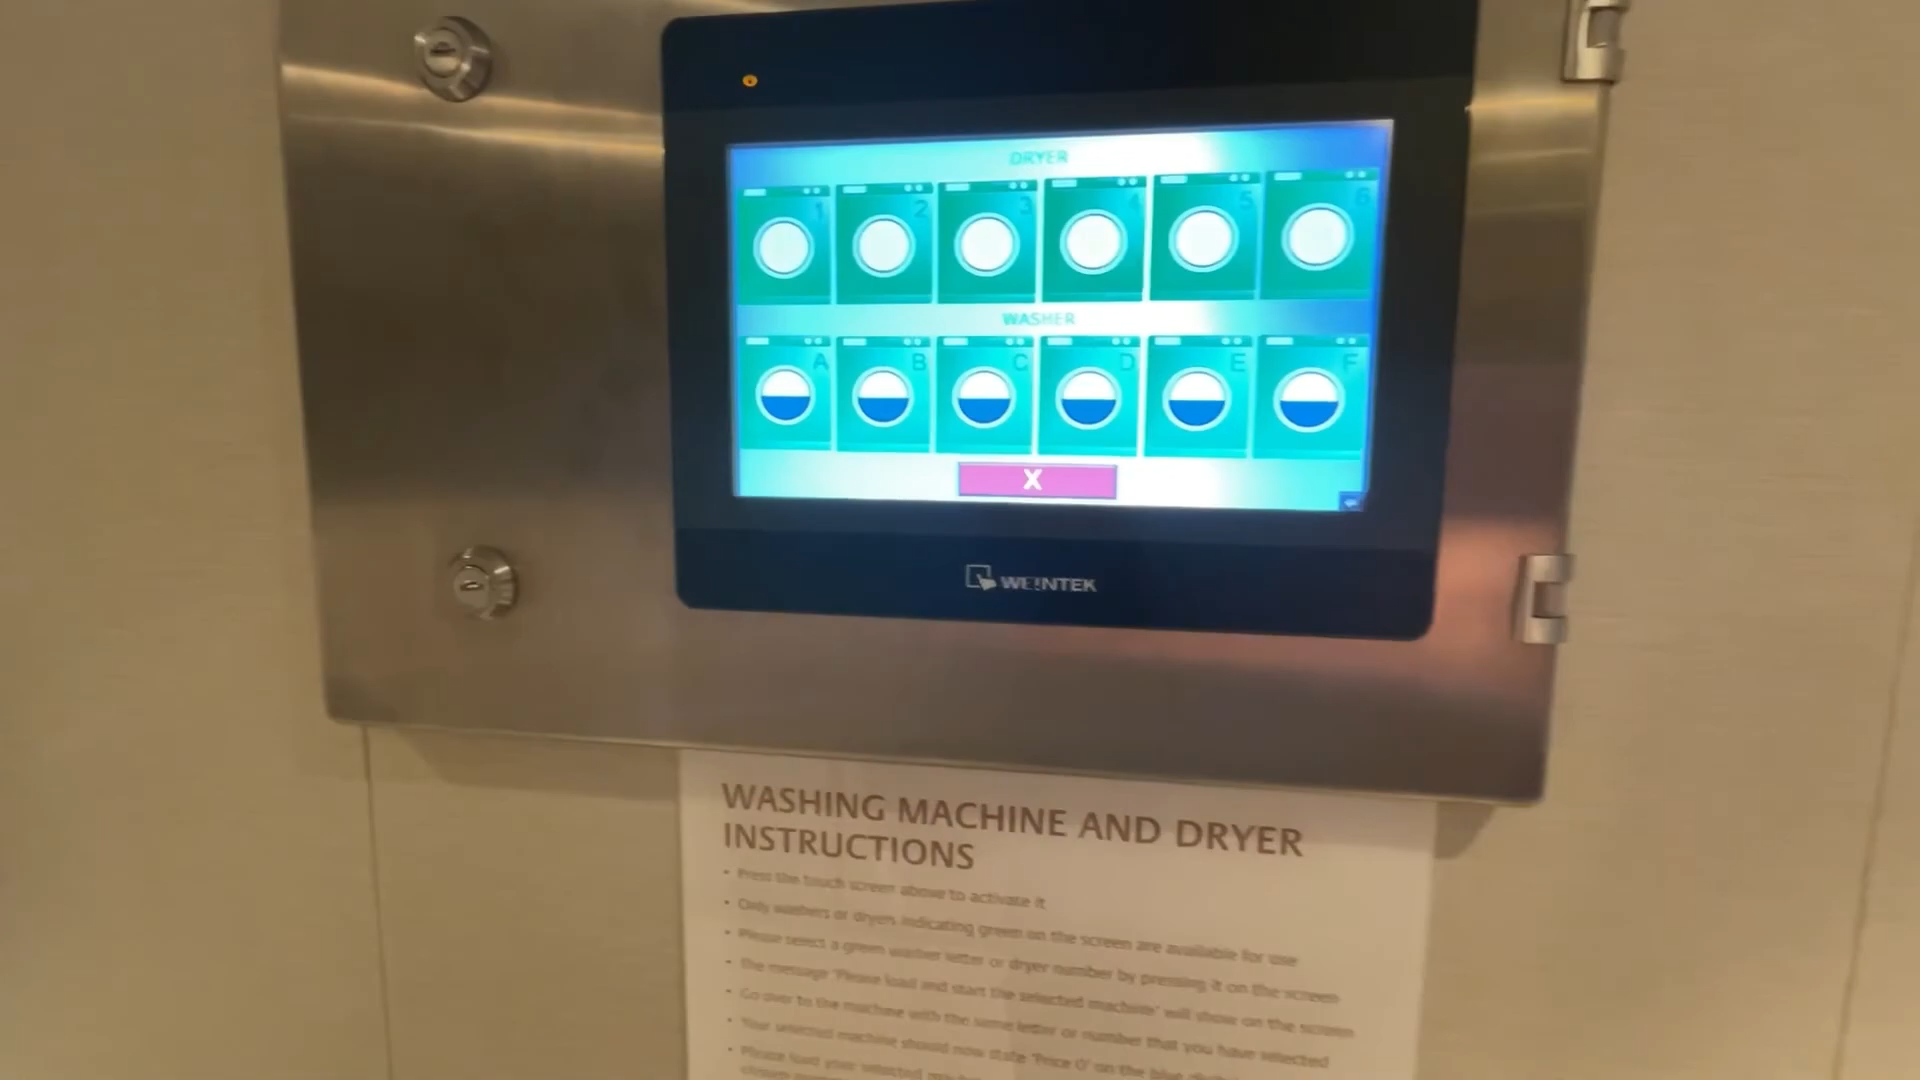 DRYER
1 2 3 4 5 6
WASHER
A B C D E F
X
WEINTEK
WASHING MACHINE AND DRYER
INSTRUCTIONS
• Press the touch screen above to activate it
• Only washers or dryers indicating green on the screen are available for use
• Please select a green washer letter or dryer number by pressing it on the screen
• The message 'Please load and start the selected machine' will show on the screen
• Go over to the machine with the same letter or number that you have selected
• Your selected machine should now state 'Price 0' on the blue
• Please load your selected